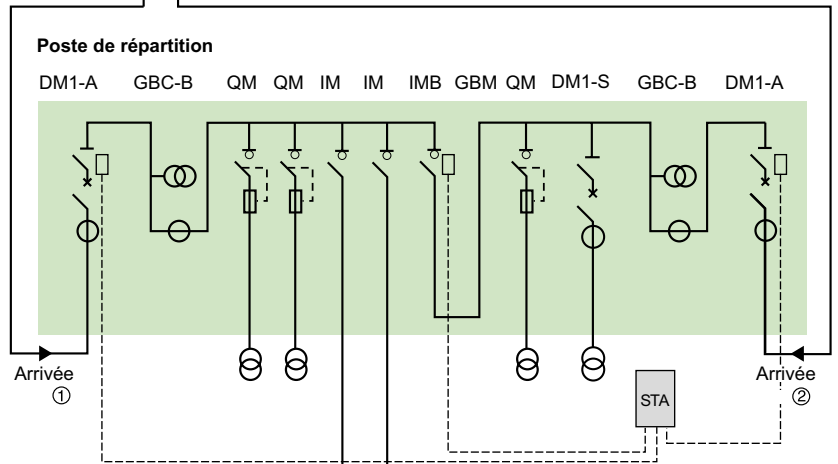 Poste de répartition
DM1-A GBC-B QM QM IM IM IMB GBM QM DM1-S GBC-B DM1-A
Arrivée
①
Arrivée
②
STA